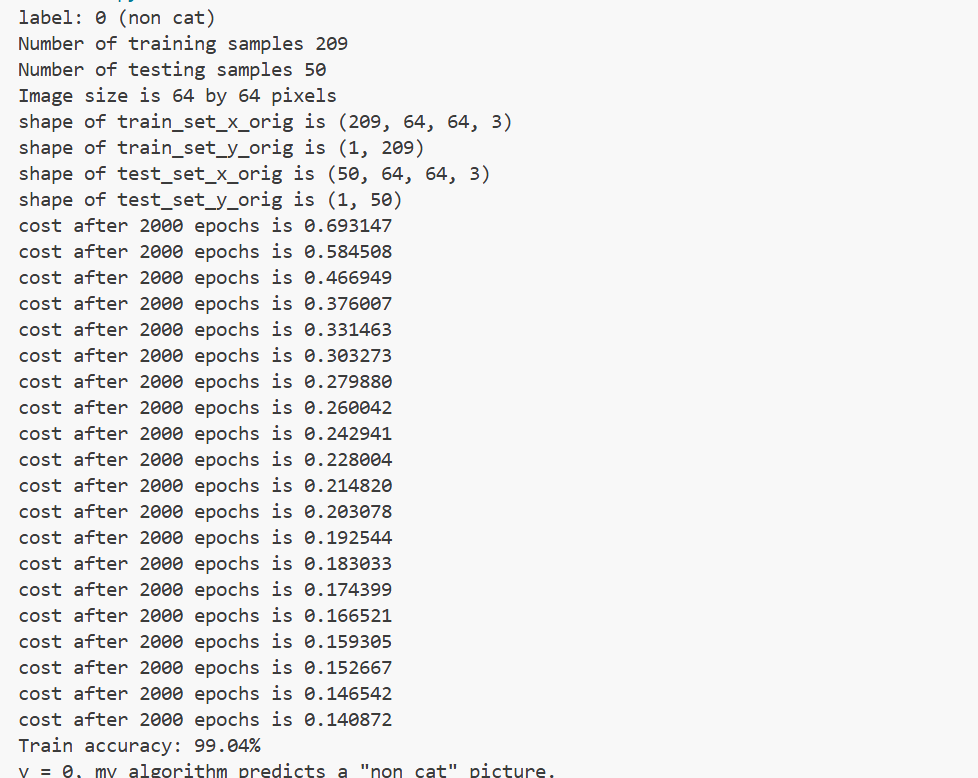 label: 0 (non cat)
Number of training samples 209
Number of testing samples 50
Image size is 64 by 64 pixels
shape of train_set_x_orig is (209, 64, 64, 3)
shape of train_set_y_orig is (1, 209)
shape of test_set_x_orig is (50, 64, 64, 3)
shape of test_set_y_orig is (1, 50)
cost after 2000 epochs is 0.693147
cost after 2000 epochs is 0.584508
cost after 2000 epochs is 0.466949
cost after 2000 epochs is 0.376007
cost after 2000 epochs is 0.331463
cost after 2000 epochs is 0.303273
cost after 2000 epochs is 0.279880
cost after 2000 epochs is 0.260042
cost after 2000 epochs is 0.242941
cost after 2000 epochs is 0.228004
cost after 2000 epochs is 0.214820
cost after 2000 epochs is 0.203078
cost after 2000 epochs is 0.192544
cost after 2000 epochs is 0.183033
cost after 2000 epochs is 0.174399
cost after 2000 epochs is 0.166521
cost after 2000 epochs is 0.159305
cost after 2000 epochs is 0.152667
cost after 2000 epochs is 0.146542
cost after 2000 epochs is 0.140872
Train accuracy: 99.04%
y = 0, my algorithm predicts a "non cat" picture.